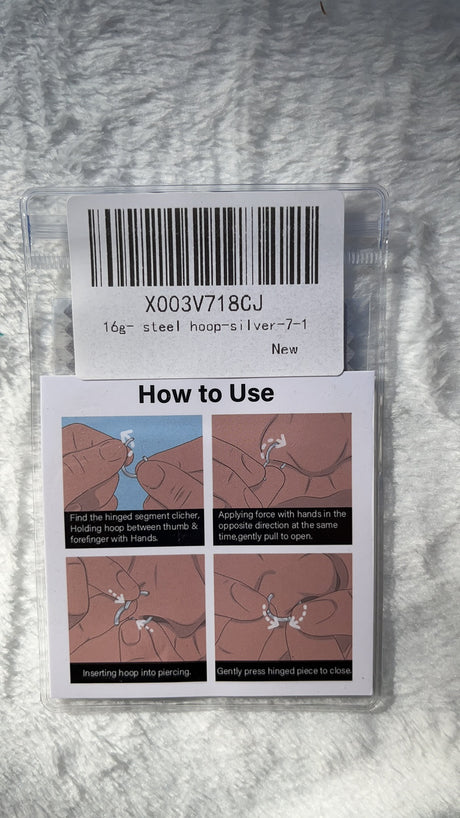 X003V718CJ
16g- steel hoop-silver-7-1
New
How to Use
Find the hinged segment clicher,
Holding hoop between thumb &
forefinger with Hands.
Applying force with hands in the
opposite direction at the same
time,gently pull to open.
Inserting hoop into piercing.
Gently press hinged piece to close.